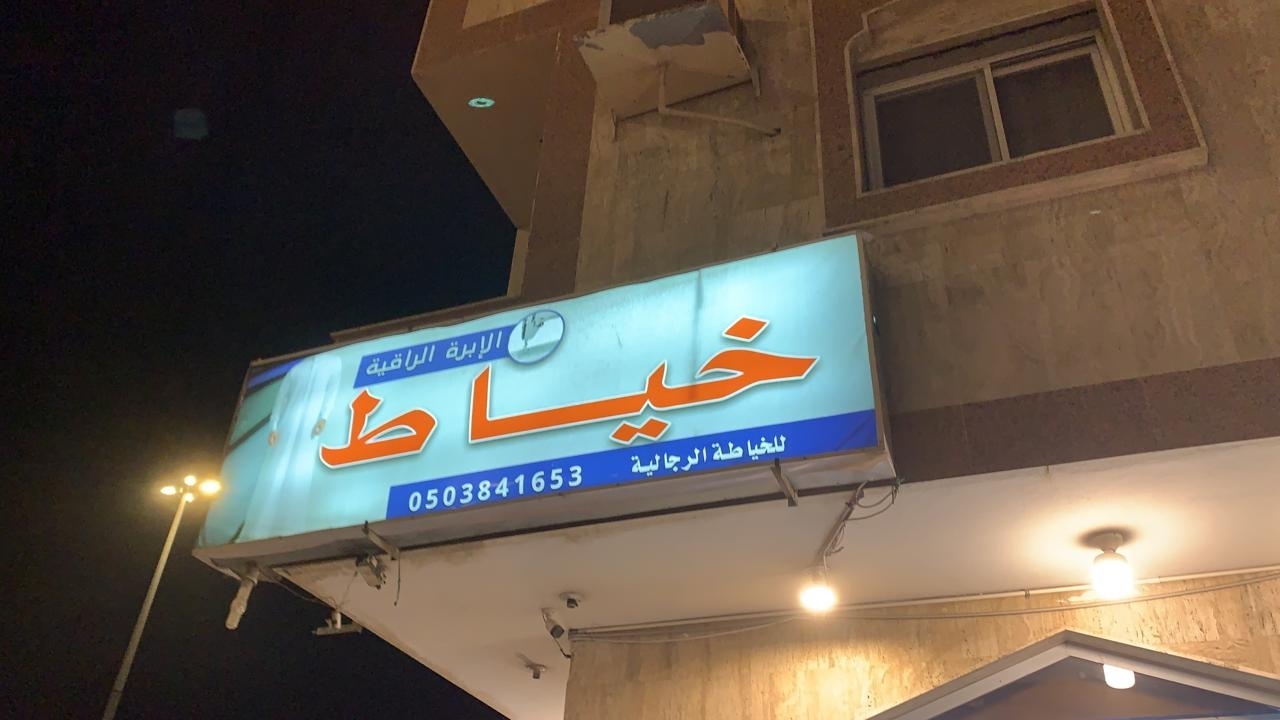 الإبرة الراقية
خياط
للخياطة الرجالية
0503841653